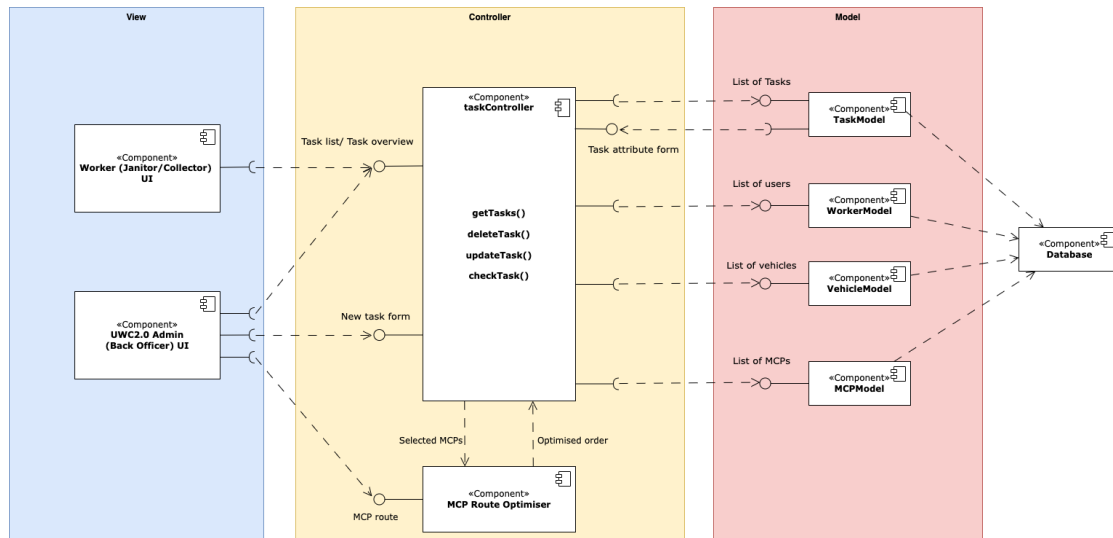 View
Controller
Model
«Component»
Worker (Janitor/Collector)
UI
«Component»
UWC2.0 Admin
(Back Officer) UI
Task list/ Task overview
New task form
MCP route
«Component»
taskController
getTasks()
deleteTask()
updateTask()
checkTask()
Selected MCPs
Optimised order
«Component»
MCP Route Optimiser
List of Tasks
Task attribute form
List of users
List of vehicles
List of MCPs
«Component»
TaskModel
«Component»
WorkerModel
«Component»
VehicleModel
«Component»
MCPModel
«Component»
Database